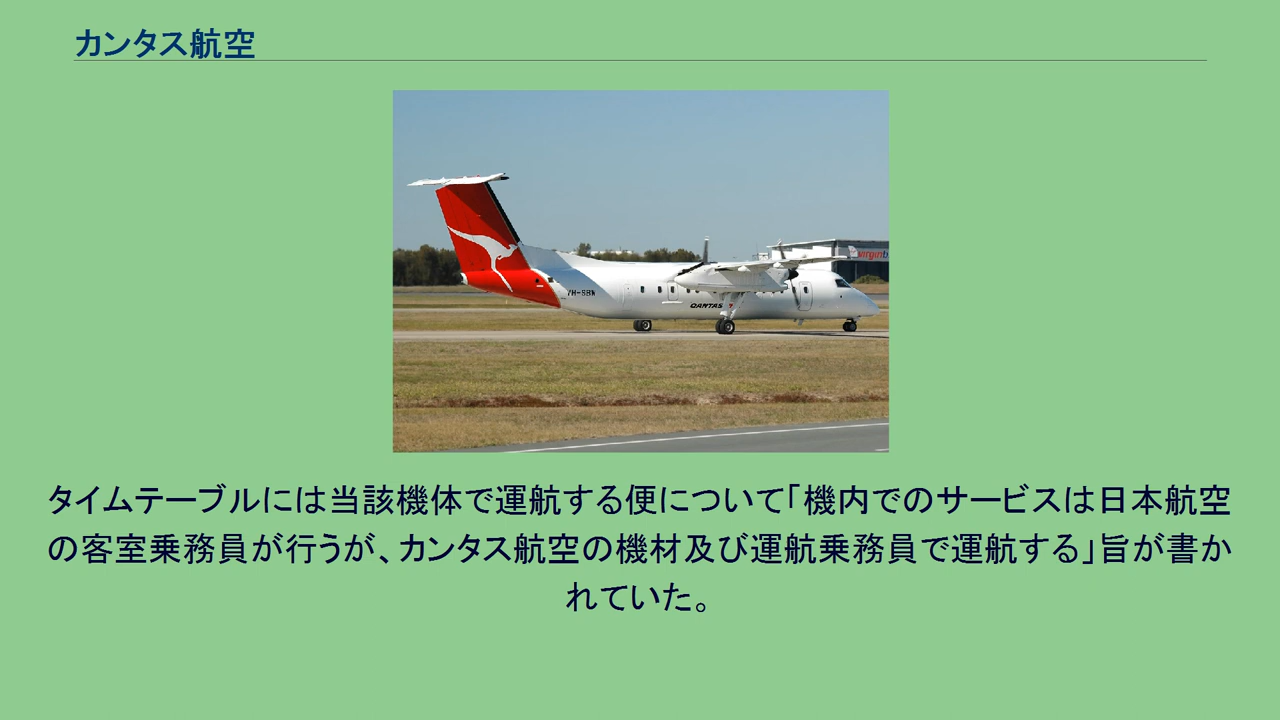 カンタス航空
VH-SBW
QANTAS
virgin
タイムテーブルには当該機体で運航する便について「機内でのサービスは日本航空
の客室乗務員が行うが、カンタス航空の機材及び運航乗務員で運航する」旨が書か
れていた。